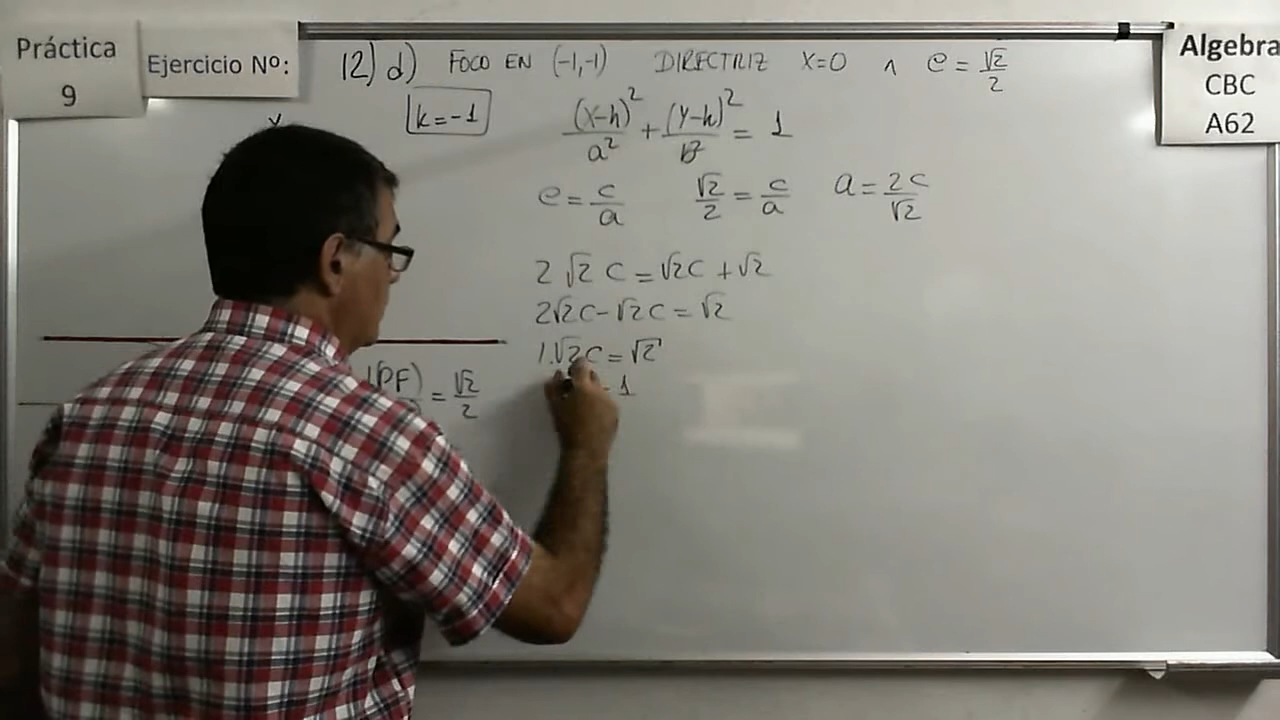 Práctica
9
Ejercicio Nº:
12) d) FOCO EN (-1,-1) DIRECTRIZ X=0 ∧ e = √2/2
Algebra
CBC
A62
k=-1
(X-h)²/a² + (Y-k)²/b² = 1
Y
e = c/a √2/2 = c/a a = 2c/√2
2 √2 c = √2c + √2
2√2c - √2c = √2
1.√2c = √2
= √2/2
1